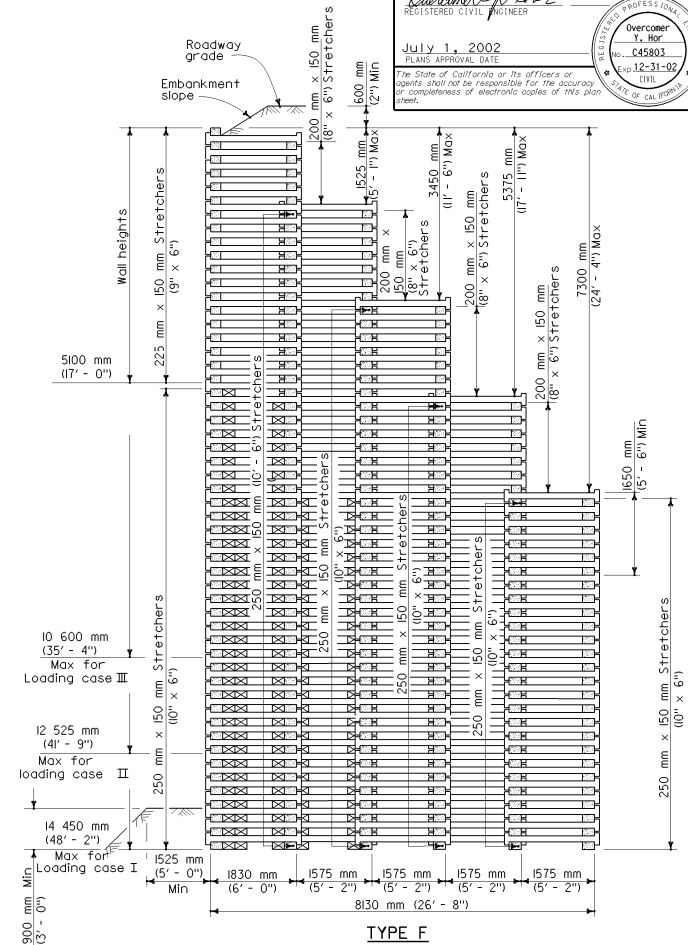 REGISTERED CIVIL ENGINEER
July 1, 2002
PLANS APPROVAL DATE
The State of California or its officers or
agents shall not be responsible for the accuracy
or completeness of electronic copies of this plan
sheet.
REGISTERED PROFESSIONAL
Overcomer
Y. Hor
No. C45803
Exp. 12-31-02
CIVIL
STATE OF CALIFORNIA
Roadway
grade
Embankment
slope
200 mm x 150 mm
(8" x 6") Stretchers
600 mm
(2") Min
1525 mm
(5' - 1") Max
3450 mm
(11' - 6") Max
5375 mm
(17' - 11") Max
7300 mm
(24' - 4") Max
Wall heights
225 mm x 150 mm Stretchers
(9" x 6")
200 mm x
150 mm
(8" x 6")
Stretchers
200 mm x 150 mm
(8" x 6") Stretchers
200 mm x 150 mm
(8" x 6") Stretchers
5100 mm
(17' - 0")
1650 mm
(5' - 6") Min
250 mm x 150 mm (10' - 6") Stretchers
250 mm x 150 mm Stretchers
(10" x 6")
250 mm x 150 mm Stretchers
(10" x 6")
250 mm x 150 mm Stretchers
(10" x 6")
250 mm x 150 mm Stretchers
(10" x 6")
250 mm x 150 mm Stretchers
(10" x 6")
10 600 mm
(35' - 4")
Max for
Loading case III
12 525 mm
(41' - 9")
Max for
loading case II
14 450 mm
(48' - 2")
Max for
Loading case I
900 mm Min
(3' - 0")
1525 mm
(5' - 0")
Min
1830 mm
(6' - 0")
1575 mm
(5' - 2")
1575 mm
(5' - 2")
1575 mm
(5' - 2")
1575 mm
(5' - 2")
8130 mm (26' - 8")
TYPE F